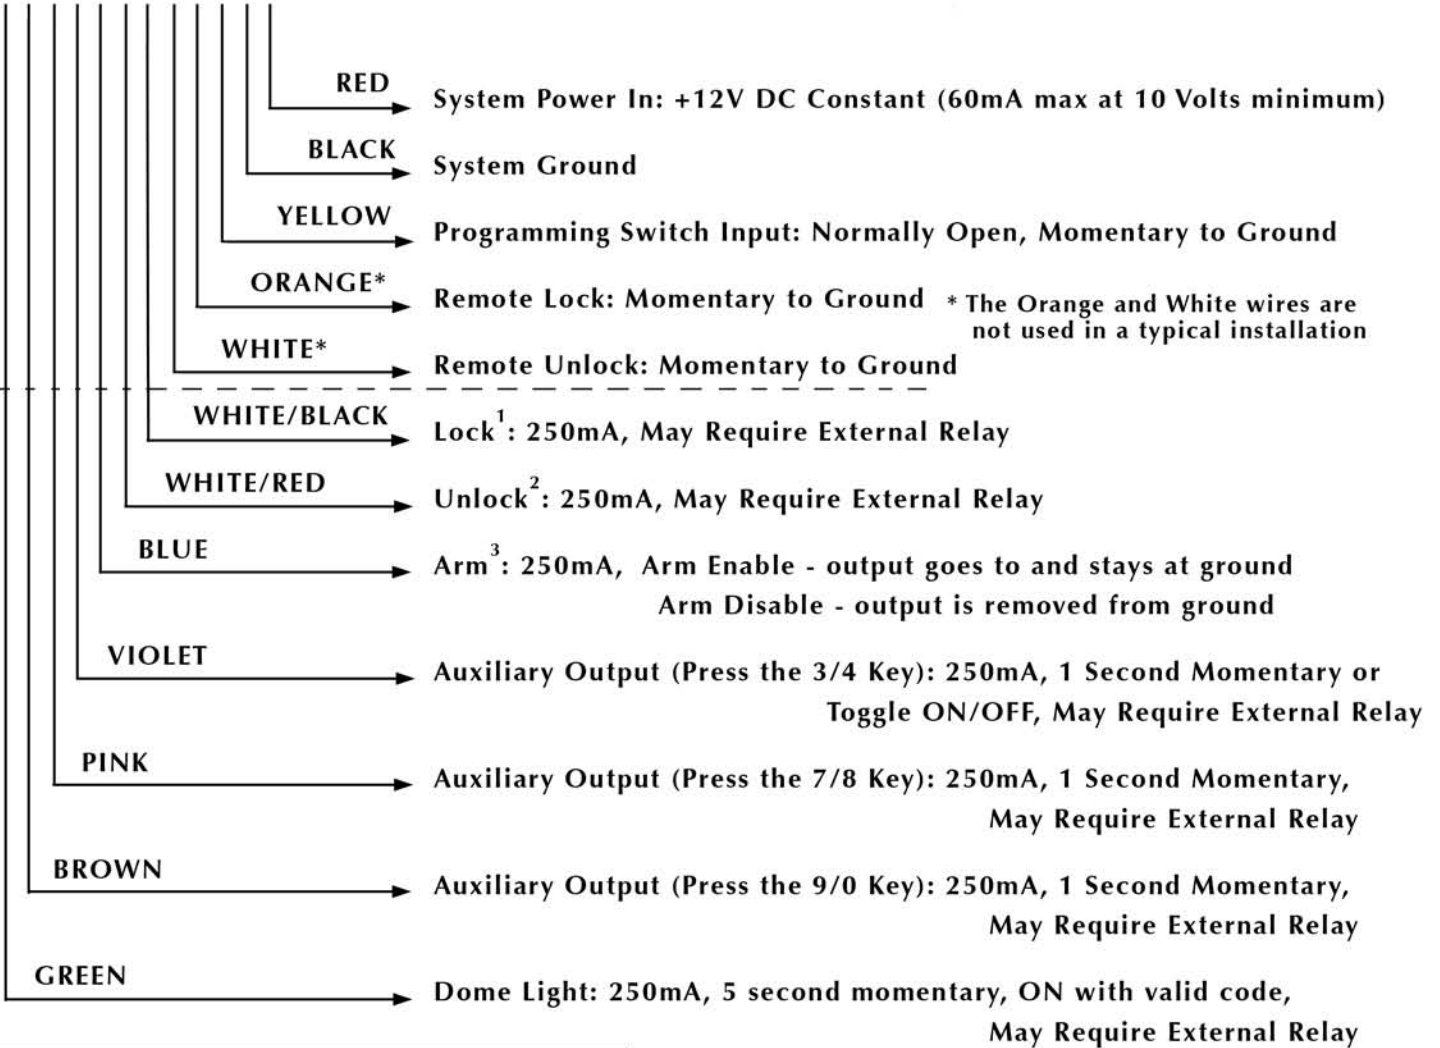 RED
System Power In: +12V DC Constant (60mA max at 10 Volts minimum)
BLACK
System Ground
YELLOW
Programming Switch Input: Normally Open, Momentary to Ground
ORANGE*
Remote Lock: Momentary to Ground
* The Orange and White wires are
not used in a typical installation
WHITE*
Remote Unlock: Momentary to Ground
WHITE/BLACK
Lock¹: 250mA, May Require External Relay
WHITE/RED
Unlock²: 250mA, May Require External Relay
BLUE
Arm³: 250mA, Arm Enable - output goes to and stays at ground
Arm Disable - output is removed from ground
VIOLET
Auxiliary Output (Press the 3/4 Key): 250mA, 1 Second Momentary or
Toggle ON/OFF, May Require External Relay
PINK
Auxiliary Output (Press the 7/8 Key): 250mA, 1 Second Momentary,
May Require External Relay
BROWN
Auxiliary Output (Press the 9/0 Key): 250mA, 1 Second Momentary,
May Require External Relay
GREEN
Dome Light: 250mA, 5 second momentary, ON with valid code,
May Require External Relay